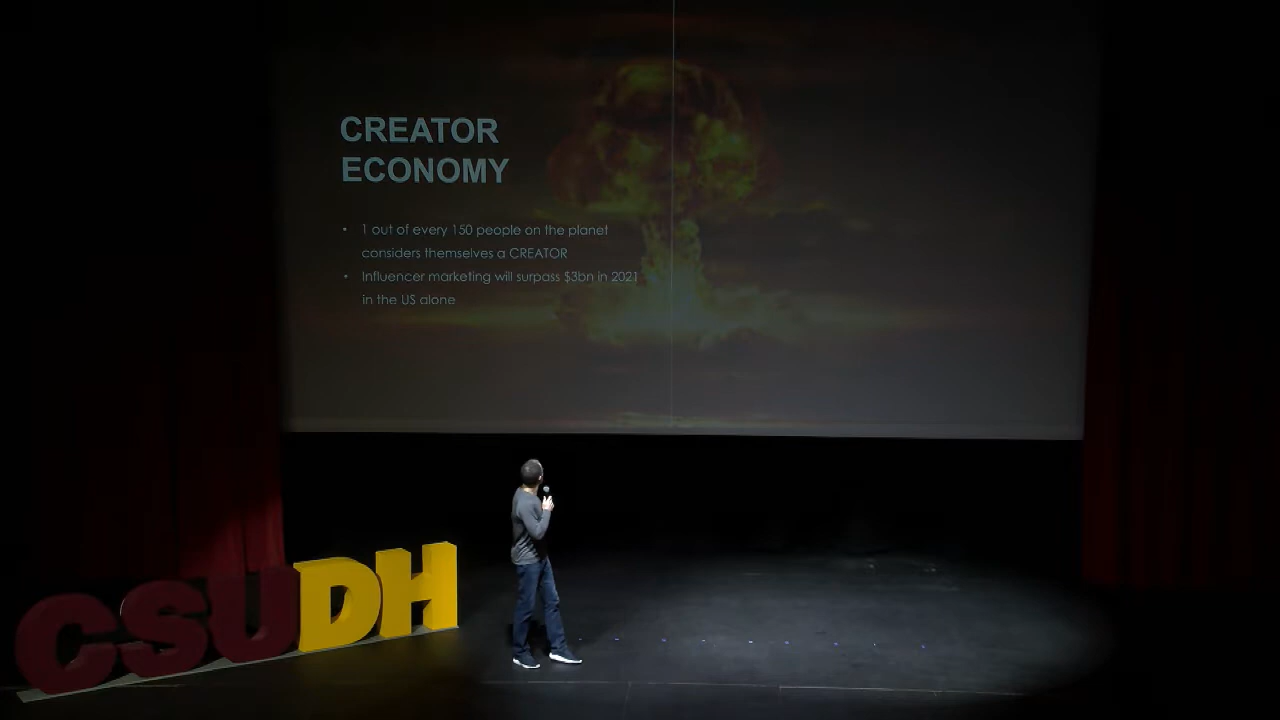 CREATOR
ECONOMY
• 1 out of every 150 people on the planet
considers themselves a CREATOR
• Influencer marketing will surpass $3bn in 2021
in the US alone
CSUDH